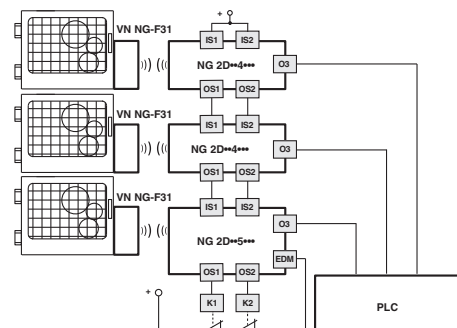 +
VN NG-F31
IS1 IS2
NG 2D••4•••
O3
OS1 OS2
VN NG-F31
IS1 IS2
NG 2D••4•••
O3
OS1 OS2
VN NG-F31
IS1 IS2
O3
NG 2D••5•••
EDM
OS1 OS2
+
K1 K2
PLC